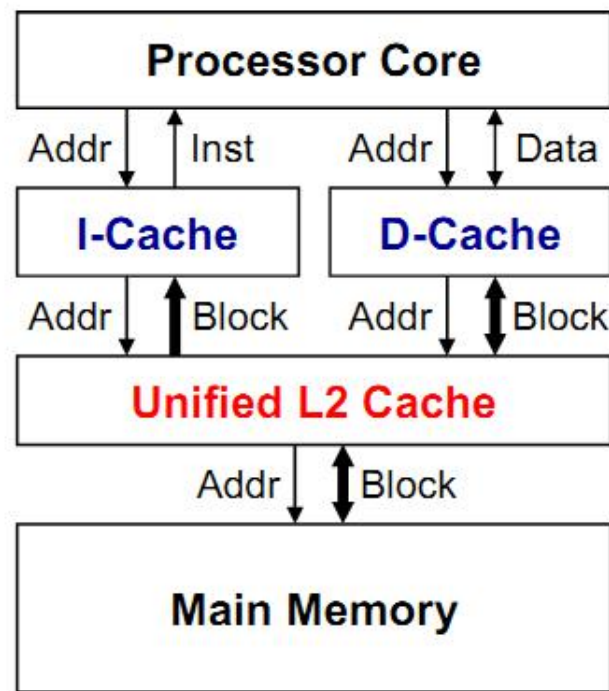 Processor Core
Addr Inst Addr Data
I-Cache D-Cache
Addr Block Addr Block
Unified L2 Cache
Addr Block
Main Memory